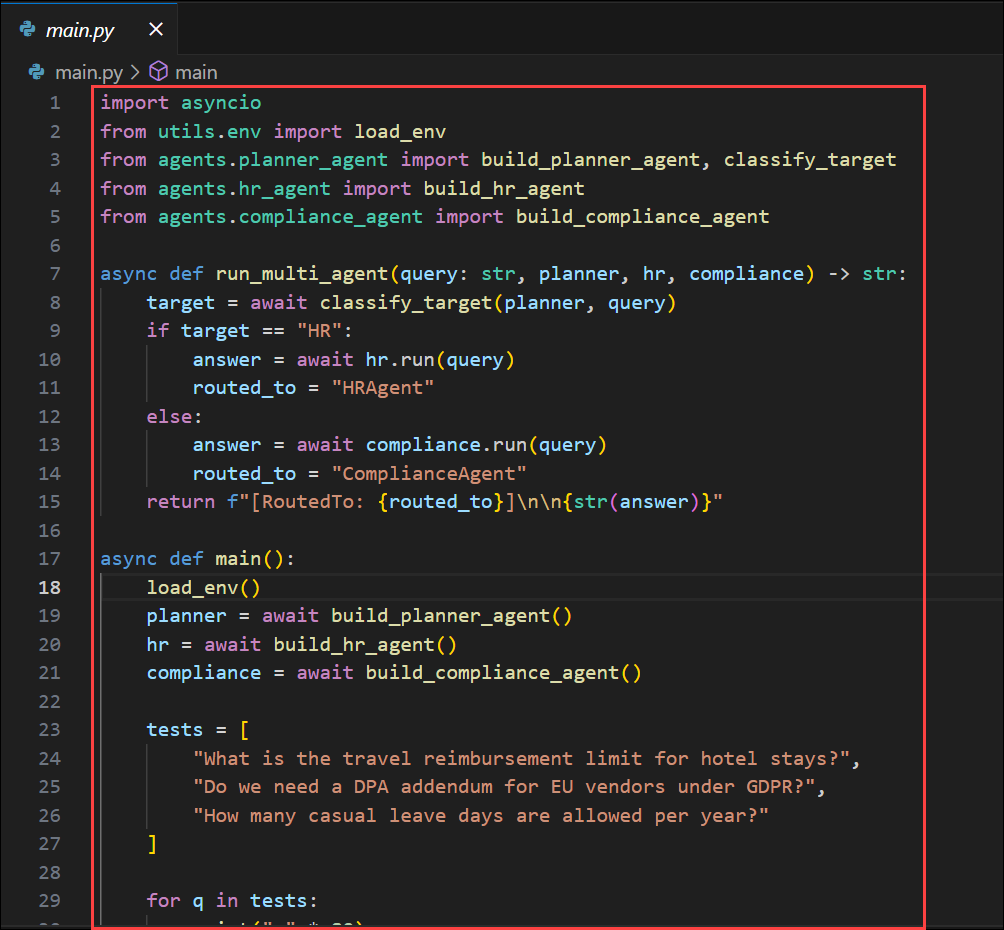 main.py
main.py > main
1 import asyncio
2 from utils.env import load_env
3 from agents.planner_agent import build_planner_agent, classify_target
4 from agents.hr_agent import build_hr_agent
5 from agents.compliance_agent import build_compliance_agent
6
7 async def run_multi_agent(query: str, planner, hr, compliance) -> str:
8     target = await classify_target(planner, query)
9     if target == "HR":
10         answer = await hr.run(query)
11         routed_to = "HRAgent"
12     else:
13         answer = await compliance.run(query)
14         routed_to = "ComplianceAgent"
15     return f"[RoutedTo: {routed_to}]\n\n{str(answer)}"
16
17 async def main():
18     load_env()
19     planner = await build_planner_agent()
20     hr = await build_hr_agent()
21     compliance = await build_compliance_agent()
22
23     tests = [
24         "What is the travel reimbursement limit for hotel stays?",
25         "Do we need a DPA addendum for EU vendors under GDPR?",
26         "How many casual leave days are allowed per year?"
27     ]
28
29     for q in tests: